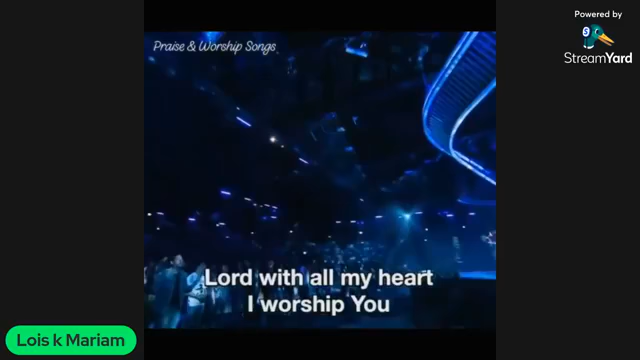 Praise & Worship Songs
Powered by
StreamYard
Lord with all my heart
I worship You
Lois k Mariam